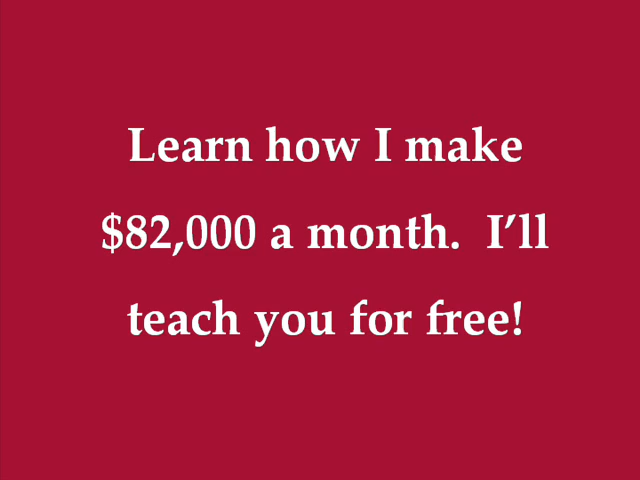 Learn how I make
$82,000 a month.  I’ll
teach you for free!